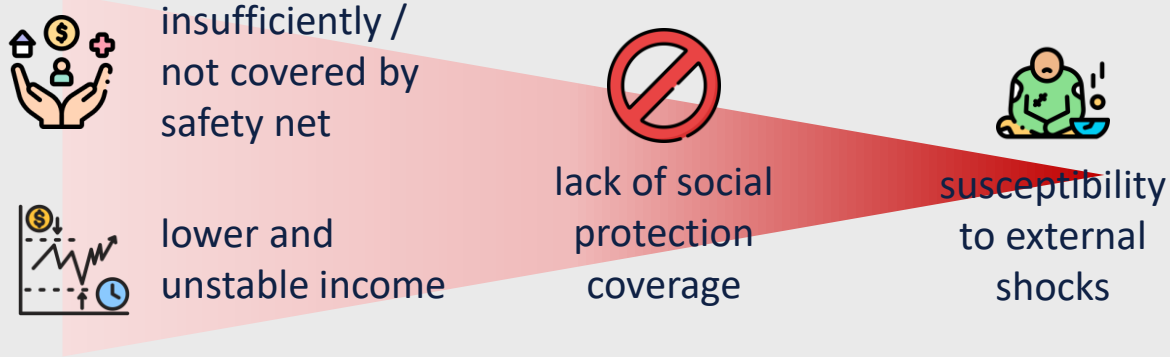 insufficiently /
not covered by
safety net
lower and
unstable income
lack of social
protection
coverage
susceptibility
to external
shocks